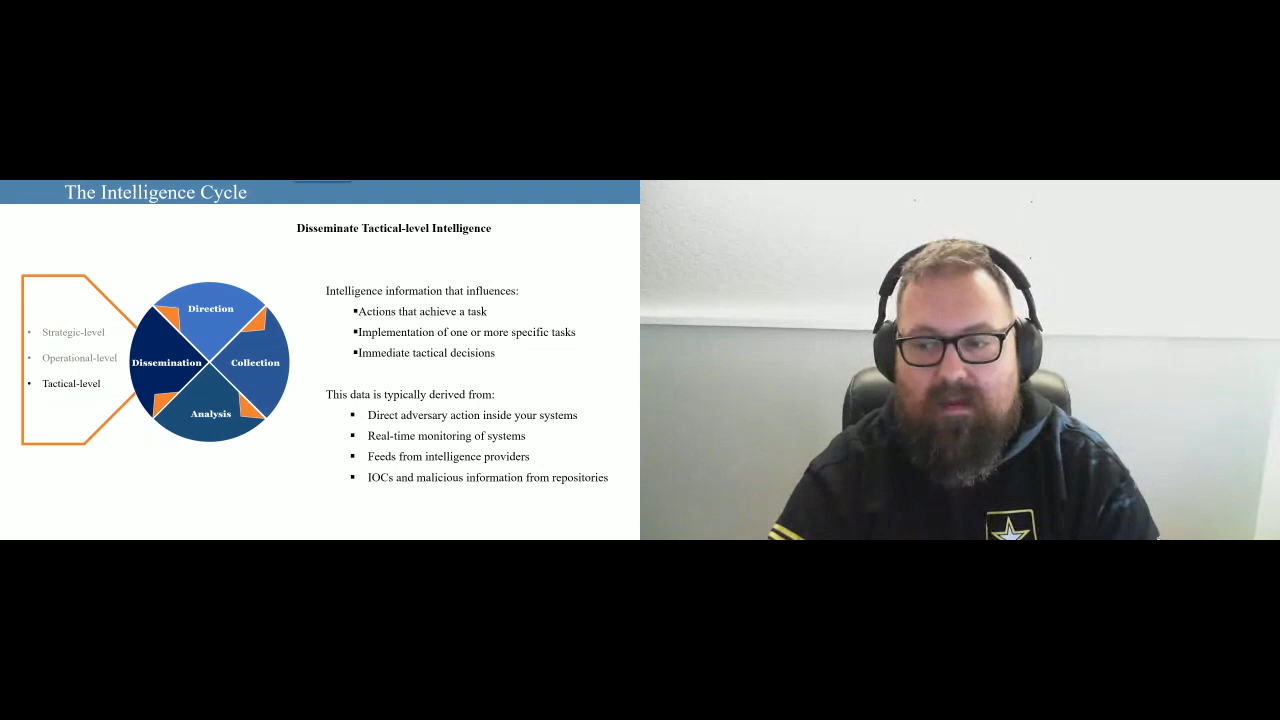 The Intelligence Cycle
Disseminate Tactical-level Intelligence
• Strategic-level
• Operational-level
• Tactical-level
Direction
Dissemination
Collection
Analysis
Intelligence information that influences:
▪Actions that achieve a task
▪Implementation of one or more specific tasks
▪Immediate tactical decisions
This data is typically derived from:
▪ Direct adversary action inside your systems
▪ Real-time monitoring of systems
▪ Feeds from intelligence providers
▪ IOCs and malicious information from repositories